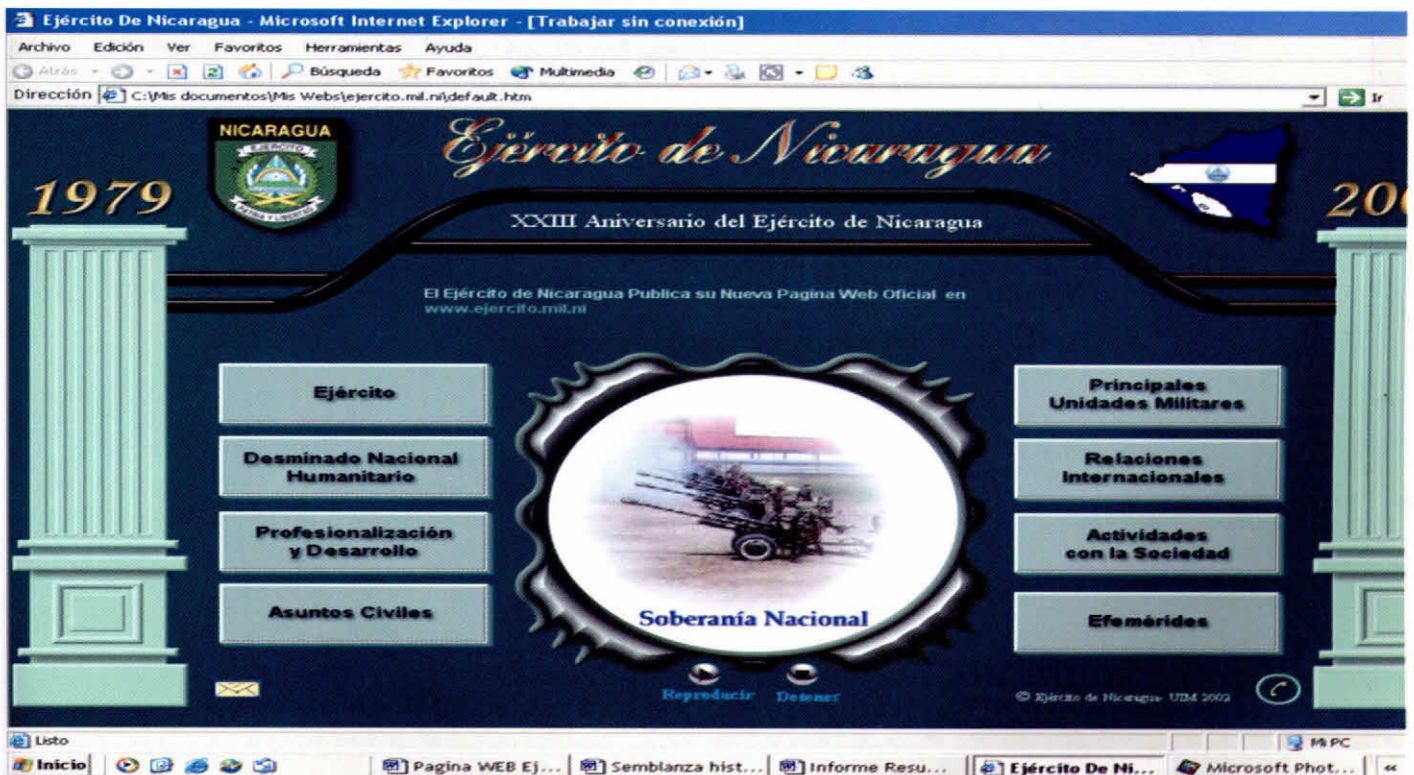 Ejército De Nicaragua - Microsoft Internet Explorer - [Trabajar sin conexión]
Archivo Edición Ver Favoritos Herramientas Ayuda
Atrás Búsqueda Favoritos Multimedia
Dirección C:\Mis documentos\Mis Webs\ejercito.mil.ni\default.htm Ir
NICARAGUA
EJERCITO
PATRIA Y LIBERTAD
Ejército de Nicaragua
1979
200
XXIII Aniversario del Ejército de Nicaragua
El Ejército de Nicaragua Publica su Nueva Pagina Web Oficial en
www.ejercito.mil.ni
Ejército
Desminado Nacional
Humanitario
Profesionalización
y Desarrollo
Asuntos Civiles
Soberanía Nacional
Reproducir Detener
Principales
Unidades Militares
Relaciones
Internacionales
Actividades
con la Sociedad
Efemérides
© Ejército de Nicaragua- UIM 2002
Listo Mi PC
Inicio Pagina WEB Ej... Semblanza hist... Informe Resu... Ejército De Ni... Microsoft Phot... «